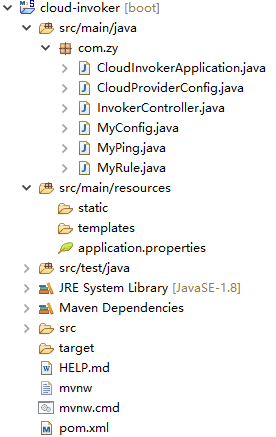 cloud-invoker [boot]
src/main/java
com.zy
CloudInvokerApplication.java
CloudProviderConfig.java
InvokerController.java
MyConfig.java
MyPing.java
MyRule.java
src/main/resources
static
templates
application.properties
src/test/java
JRE System Library [JavaSE-1.8]
Maven Dependencies
src
target
HELP.md
mvnw
mvnw.cmd
pom.xml